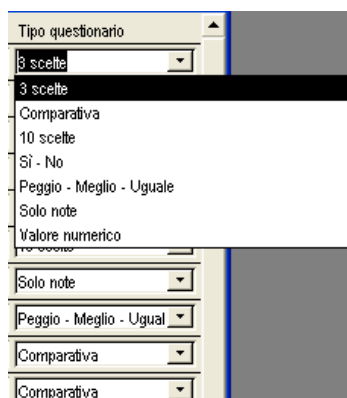 Tipo questionario
3 scelte
3 scelte
Comparativa
10 scelte
Sì - No
Peggio - Meglio - Uguale
Solo note
Valore numerico
Solo note
Peggio - Meglio - Ugual
Comparativa
Comparativa